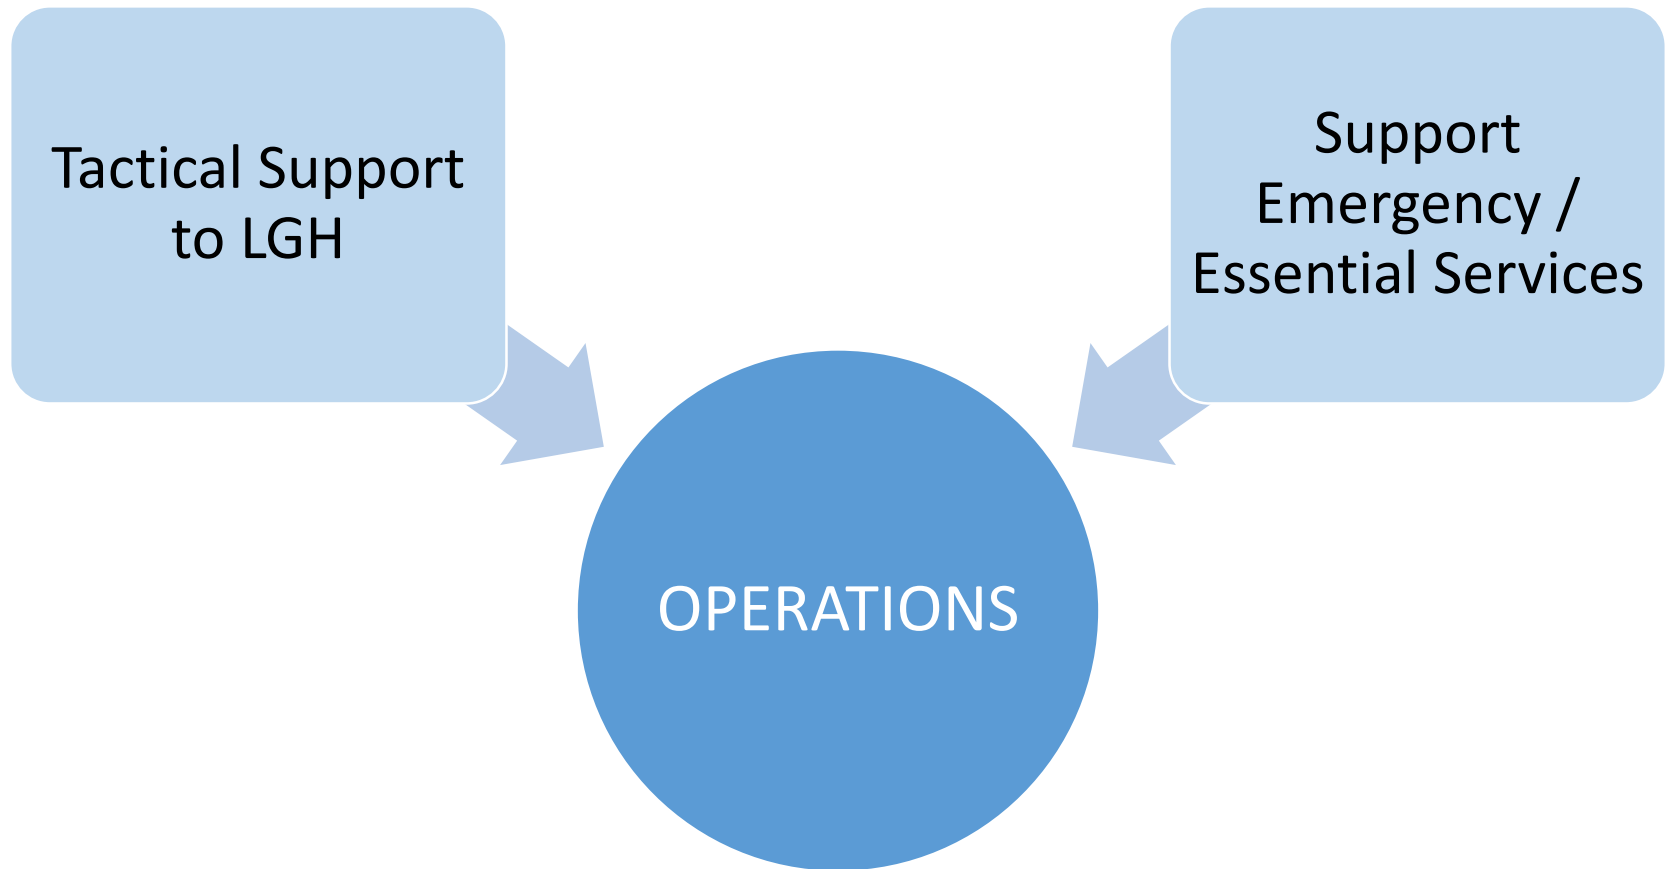 Tactical Support
to LGH
Support
Emergency /
Essential Services
OPERATIONS